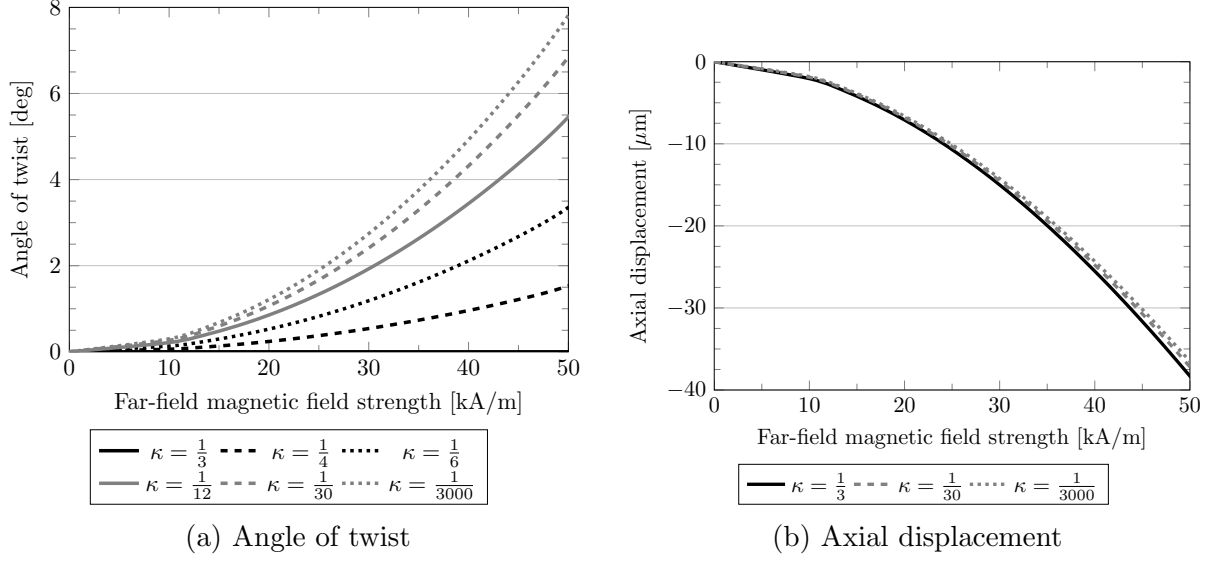 8
6
4
2
0
Angle of twist [deg]
0 10 20 30 40 50
Far-field magnetic field strength [kA/m]
κ = 1/3 κ = 1/4 κ = 1/6
κ = 1/12 κ = 1/30 κ = 1/3000
(a) Angle of twist
0
−10
−20
−30
−40
Axial displacement [μm]
0 10 20 30 40 50
Far-field magnetic field strength [kA/m]
κ = 1/3 κ = 1/30 κ = 1/3000
(b) Axial displacement